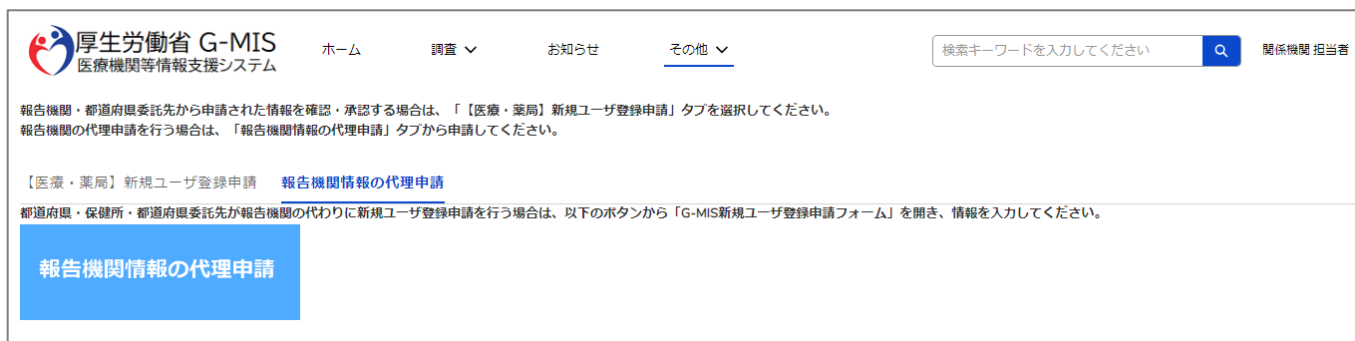 厚生労働省 G-MIS
医療機関等情報支援システム
ホーム
調査
お知らせ
その他
検索キーワードを入力してください
関係機関 担当者
報告機関・都道府県委託先から申請された情報を確認・承認する場合は、「【医療・薬局】新規ユーザ登録申請」タブを選択してください。
報告機関の代理申請を行う場合は、「報告機関情報の代理申請」タブから申請してください。
【医療・薬局】新規ユーザ登録申請
報告機関情報の代理申請
都道府県・保健所・都道府県委託先が報告機関の代わりに新規ユーザ登録申請を行う場合は、以下のボタンから「G-MIS新規ユーザ登録申請フォーム」を開き、情報を入力してください。
報告機関情報の代理申請